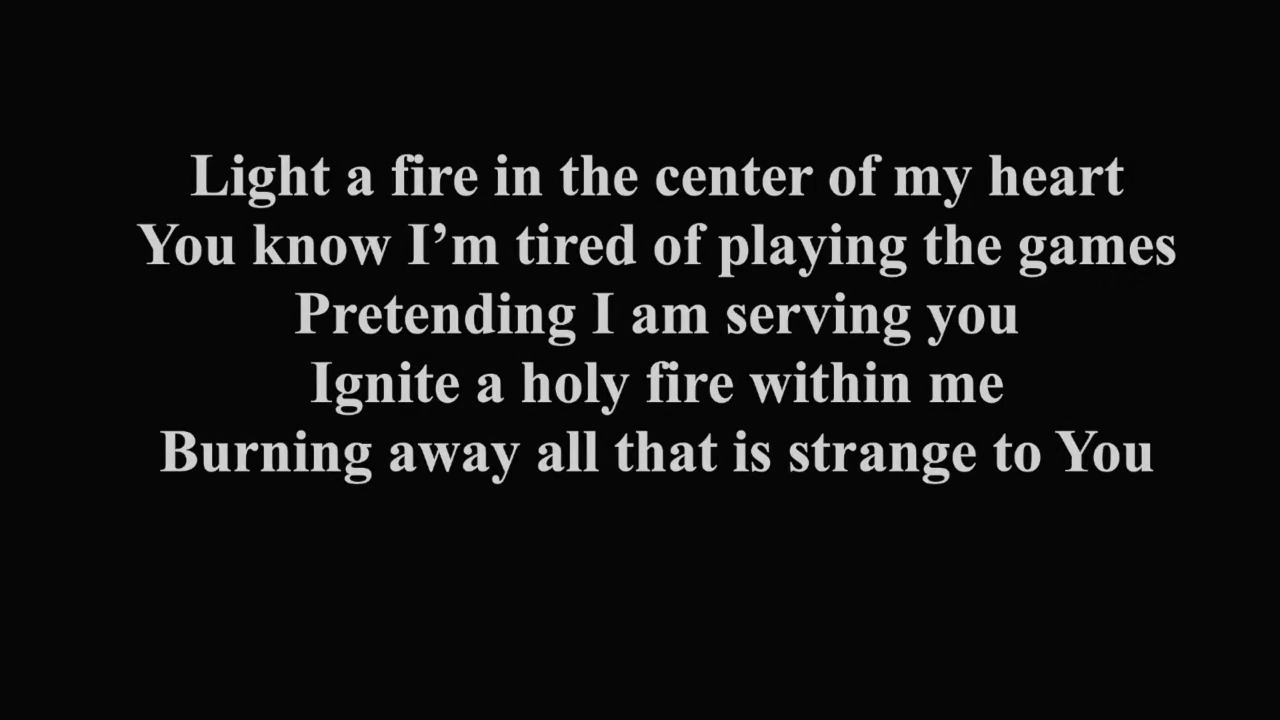 Light a fire in the center of my heart
You know I’m tired of playing the games
Pretending I am serving you
Ignite a holy fire within me
Burning away all that is strange to You